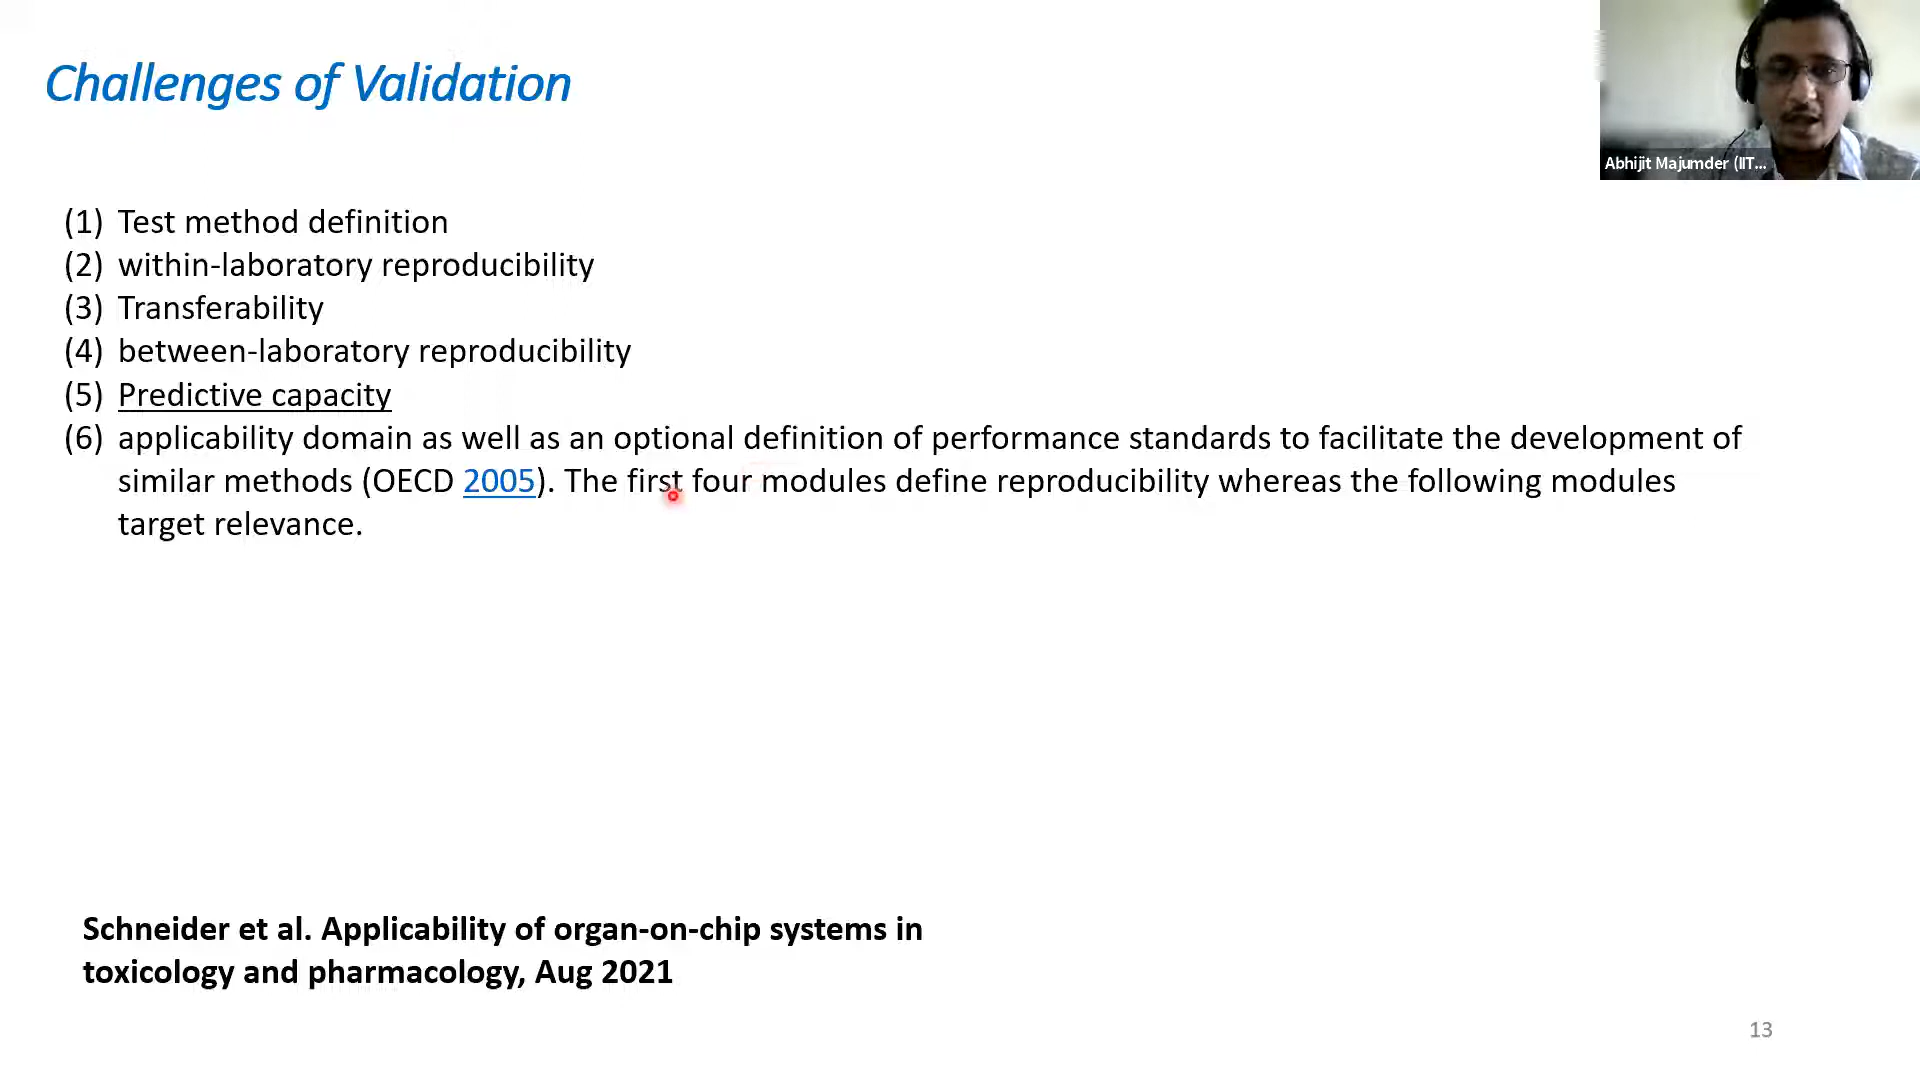 Challenges of Validation
Abhijit Majumder (IIT...
(1) Test method definition
(2) within-laboratory reproducibility
(3) Transferability
(4) between-laboratory reproducibility
(5) Predictive capacity
(6) applicability domain as well as an optional definition of performance standards to facilitate the development of
similar methods (OECD 2005). The first four modules define reproducibility whereas the following modules
target relevance.
Schneider et al. Applicability of organ-on-chip systems in
toxicology and pharmacology, Aug 2021
13